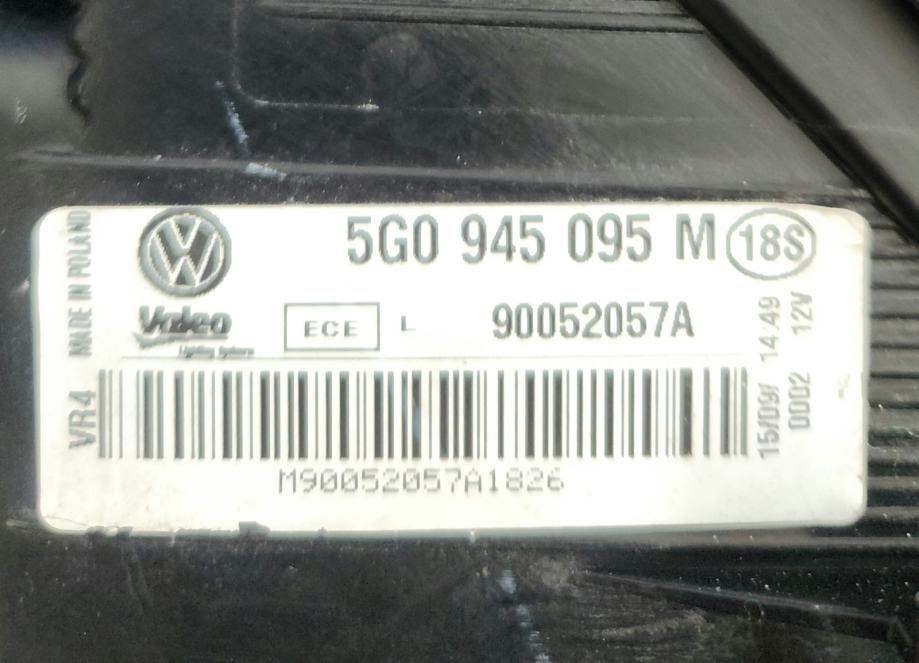 5G0 945 095 M 18S
Valeo ECE L 90052057A
MADE IN POLAND
VR4
15/09/ 14:49
0002 12V
M90052057A1826